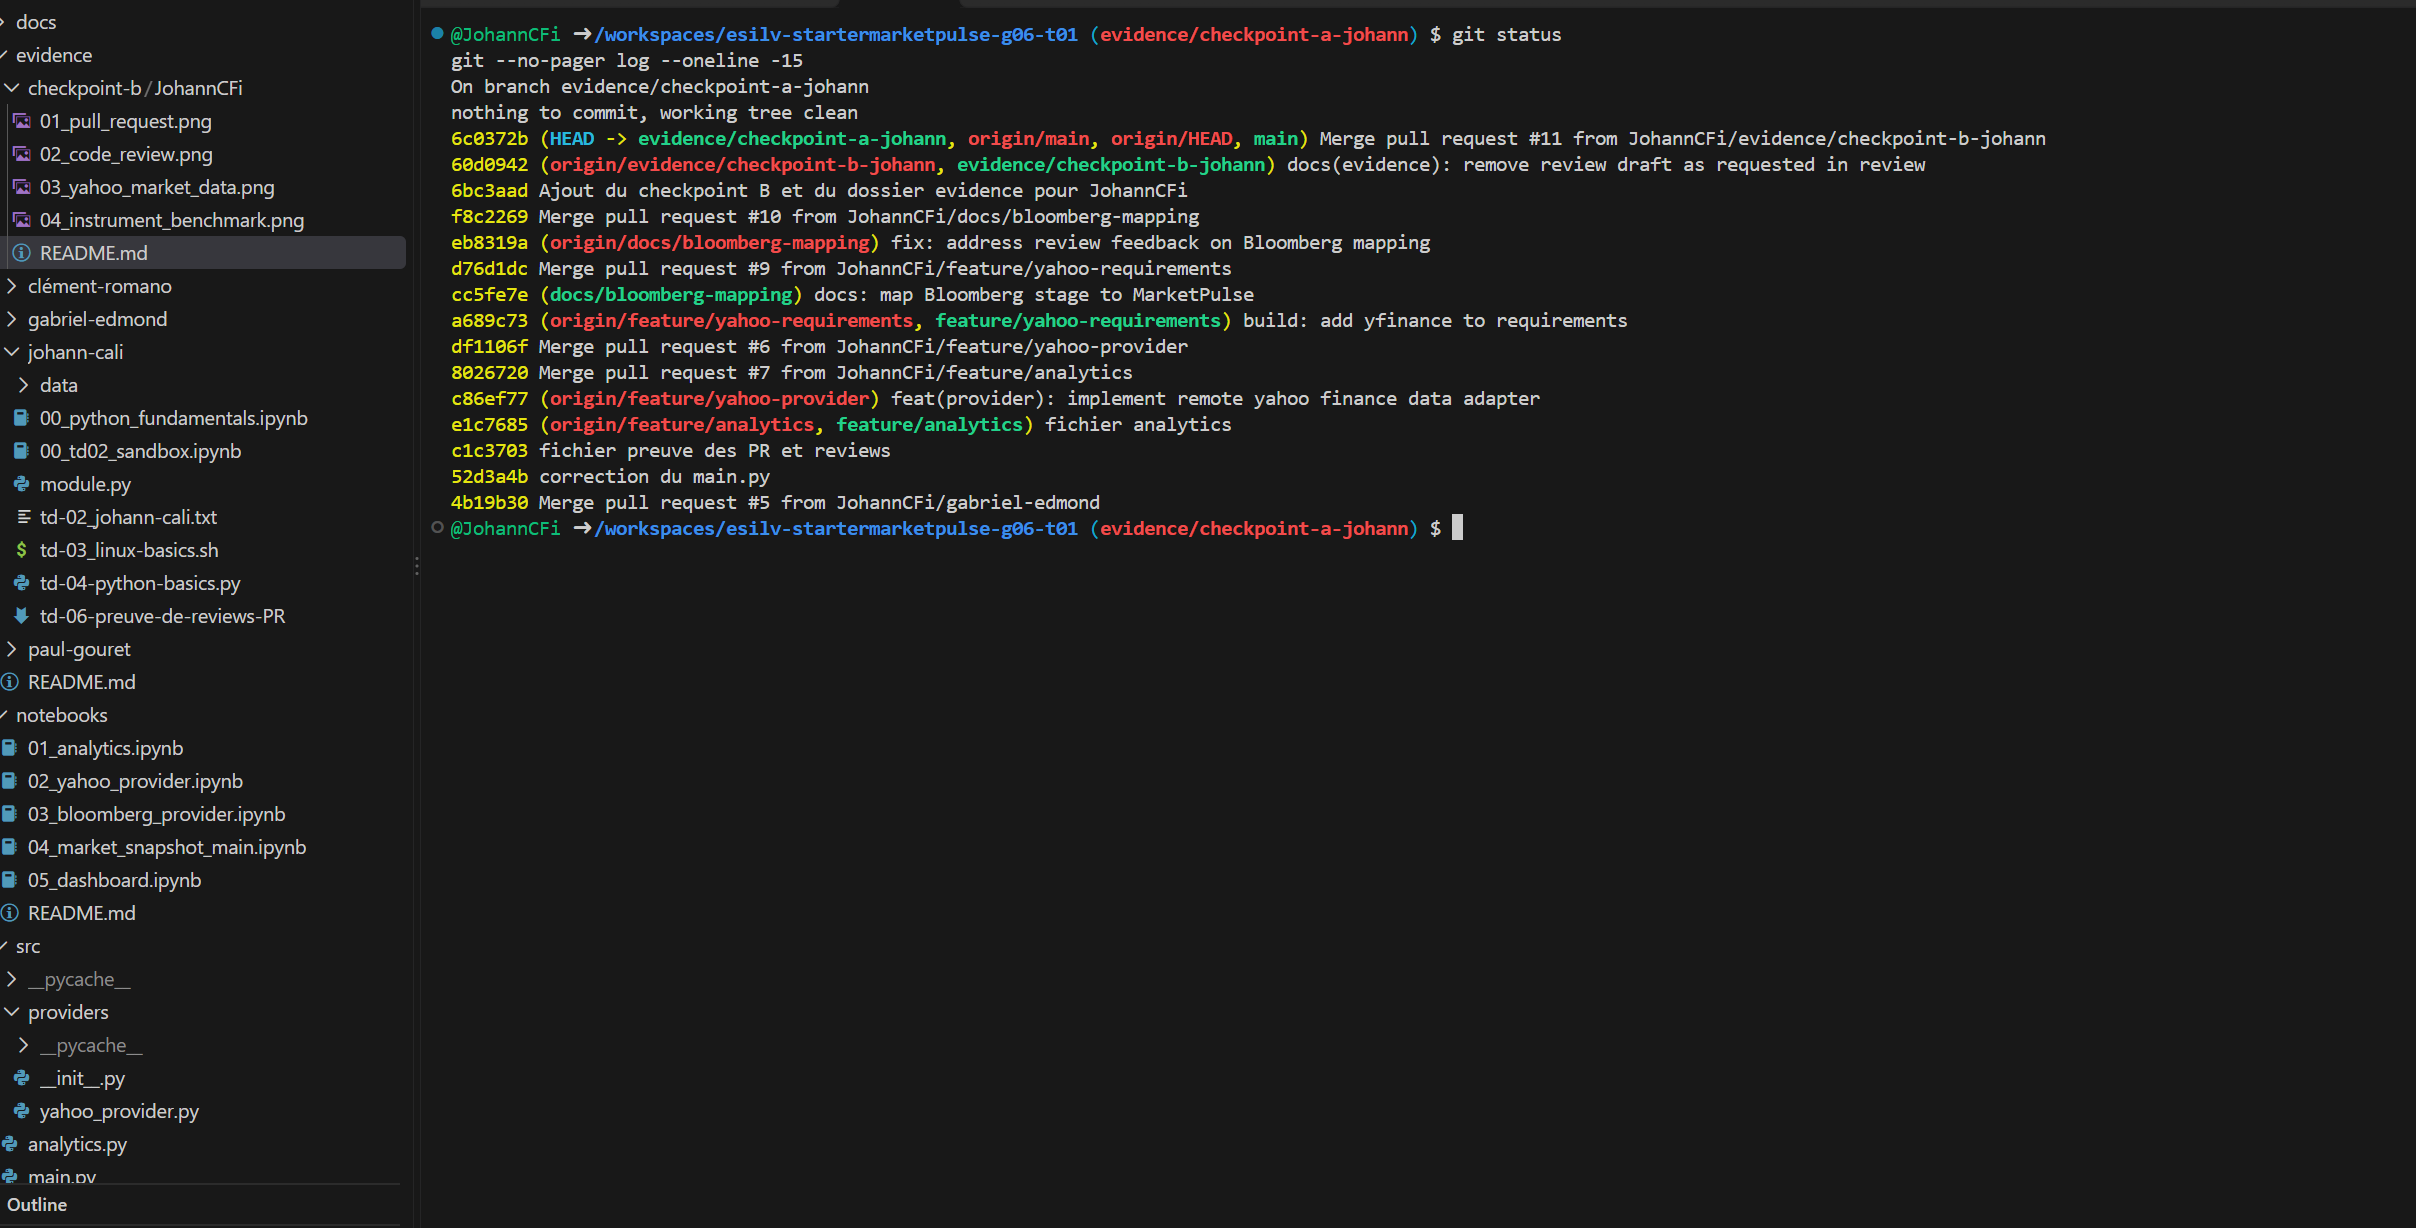 docs
evidence
checkpoint-b/JohannCFi
01_pull_request.png
02_code_review.png
03_yahoo_market_data.png
04_instrument_benchmark.png
README.md
clément-romano
gabriel-edmond
johann-cali
data
00_python_fundamentals.ipynb
00_td02_sandbox.ipynb
module.py
td-02_johann-cali.txt
td-03_linux-basics.sh
td-04-python-basics.py
td-06-preuve-de-reviews-PR
paul-gouret
README.md
notebooks
01_analytics.ipynb
02_yahoo_provider.ipynb
03_bloomberg_provider.ipynb
04_market_snapshot_main.ipynb
05_dashboard.ipynb
README.md
src
__pycache__
providers
__pycache__
__init__.py
yahoo_provider.py
analytics.py
main.py
Outline
@JohannCFi ➜/workspaces/esilv-startermarketpulse-g06-t01 (evidence/checkpoint-a-johann) $ git status
git --no-pager log --oneline -15
On branch evidence/checkpoint-a-johann
nothing to commit, working tree clean
6c0372b (HEAD -> evidence/checkpoint-a-johann, origin/main, origin/HEAD, main) Merge pull request #11 from JohannCFi/evidence/checkpoint-b-johann
60d0942 (origin/evidence/checkpoint-b-johann, evidence/checkpoint-b-johann) docs(evidence): remove review draft as requested in review
6bc3aad Ajout du checkpoint B et du dossier evidence pour JohannCFi
f8c2269 Merge pull request #10 from JohannCFi/docs/bloomberg-mapping
eb8319a (origin/docs/bloomberg-mapping) fix: address review feedback on Bloomberg mapping
d76d1dc Merge pull request #9 from JohannCFi/feature/yahoo-requirements
cc5fe7e (docs/bloomberg-mapping) docs: map Bloomberg stage to MarketPulse
a689c73 (origin/feature/yahoo-requirements, feature/yahoo-requirements) build: add yfinance to requirements
df1106f Merge pull request #6 from JohannCFi/feature/yahoo-provider
8026720 Merge pull request #7 from JohannCFi/feature/analytics
c86ef77 (origin/feature/yahoo-provider) feat(provider): implement remote yahoo finance data adapter
e1c7685 (origin/feature/analytics, feature/analytics) fichier analytics
c1c3703 fichier preuve des PR et reviews
52d3a4b correction du main.py
4b19b30 Merge pull request #5 from JohannCFi/gabriel-edmond
@JohannCFi ➜/workspaces/esilv-startermarketpulse-g06-t01 (evidence/checkpoint-a-johann) $